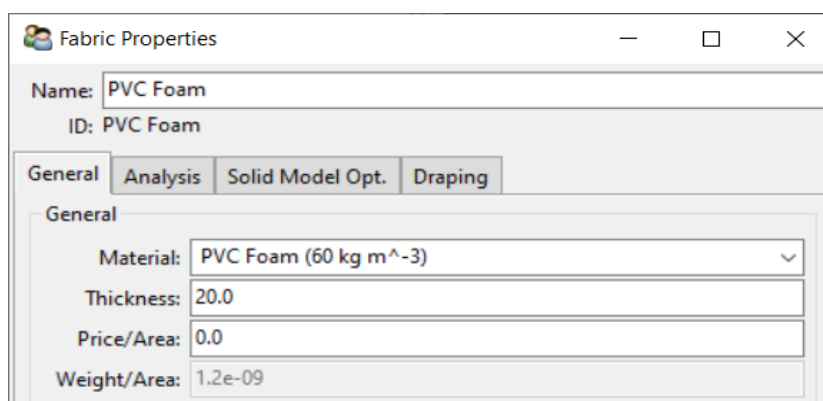 Fabric Properties
Name: PVC Foam
ID: PVC Foam
General Analysis Solid Model Opt. Draping
General
Material: PVC Foam (60 kg m^-3)
Thickness: 20.0
Price/Area: 0.0
Weight/Area: 1.2e-09